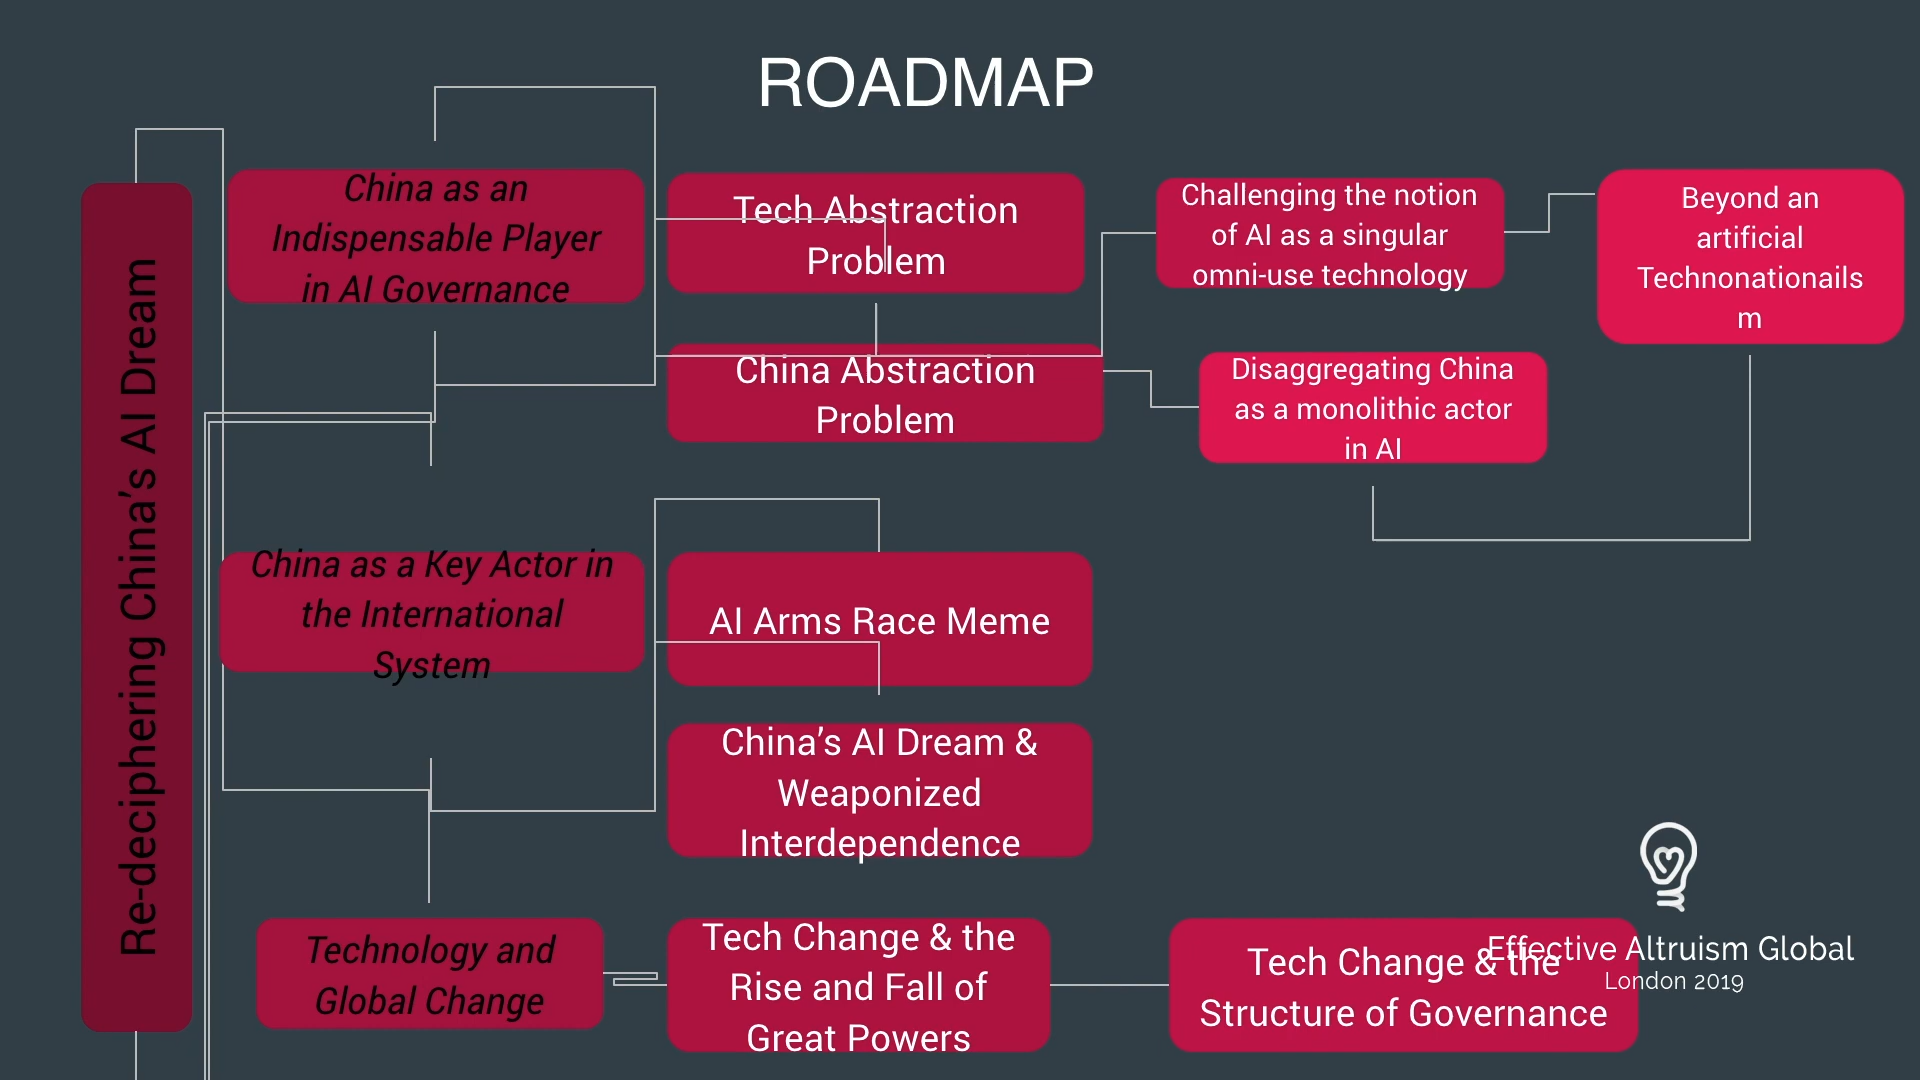 ROADMAP
Re-deciphering China’s AI Dream
China as an
Indispensable Player
in AI Governance
Tech Abstraction
Problem
Challenging the notion
of AI as a singular
omni-use technology
Beyond an
artificial
Technonationails
m
China Abstraction
Problem
Disaggregating China
as a monolithic actor
in AI
China as a Key Actor in
the International
System
AI Arms Race Meme
China’s AI Dream &
Weaponized
Interdependence
Technology and
Global Change
Tech Change & the
Rise and Fall of
Great Powers
Tech Change & the
Structure of Governance
Effective Altruism Global
London 2019